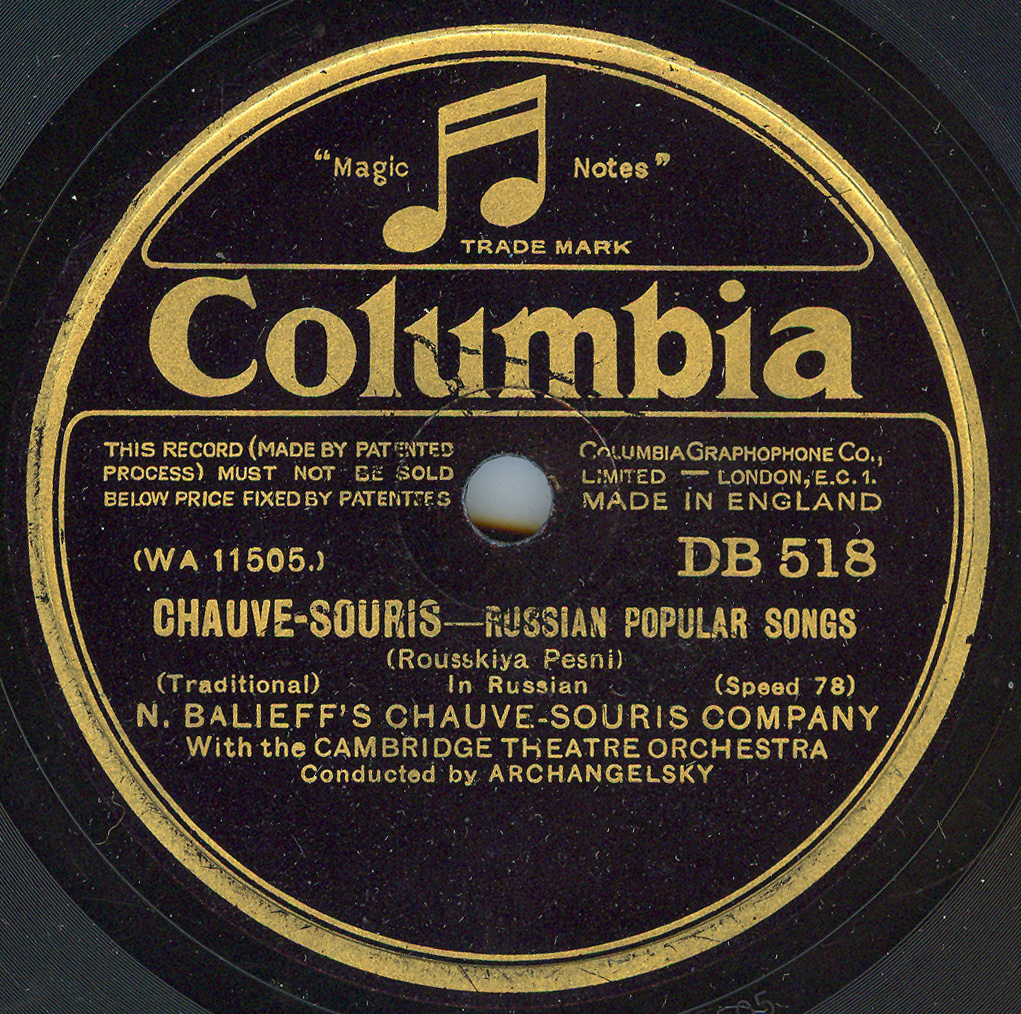 “Magic Notes”
TRADE MARK
Columbia
THIS RECORD (MADE BY PATENTED
PROCESS) MUST NOT BE SOLD
BELOW PRICE FIXED BY PATENTEES
COLUMBIA GRAPHOPHONE CO.,
LIMITED — LONDON, E.C.1.
MADE IN ENGLAND
(WA 11505.)
DB 518
CHAUVE-SOURIS—RUSSIAN POPULAR SONGS
(Rousskiya Pesni)
(Traditional) In Russian (Speed 78)
N. BALIEFF'S CHAUVE-SOURIS COMPANY
With the CAMBRIDGE THEATRE ORCHESTRA
Conducted by ARCHANGELSKY